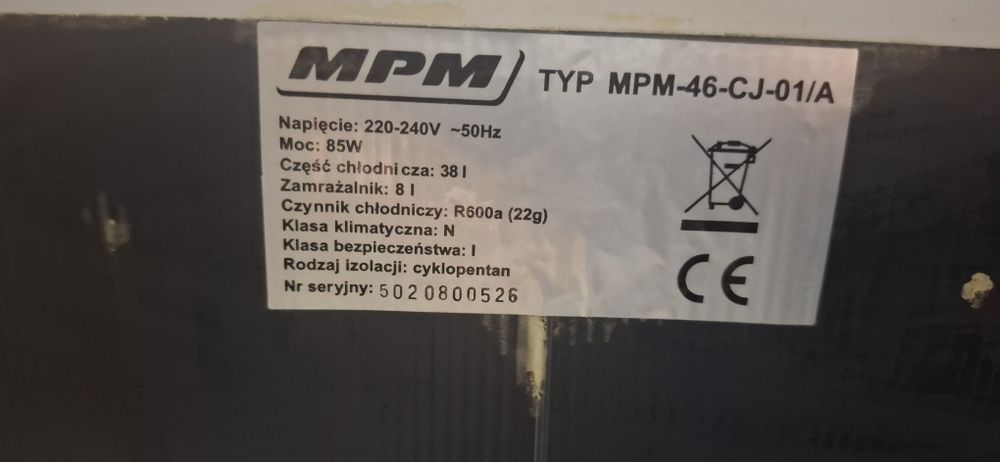 MPM TYP MPM-46-CJ-01/A
Napięcie: 220-240V ~50Hz
Moc: 85W
Część chłodnicza: 38 l
Zamrażalnik: 8 l
Czynnik chłodniczy: R600a (22g)
Klasa klimatyczna: N
Klasa bezpieczeństwa: I
Rodzaj izolacji: cyklopentan
Nr seryjny: 5020800526
CE